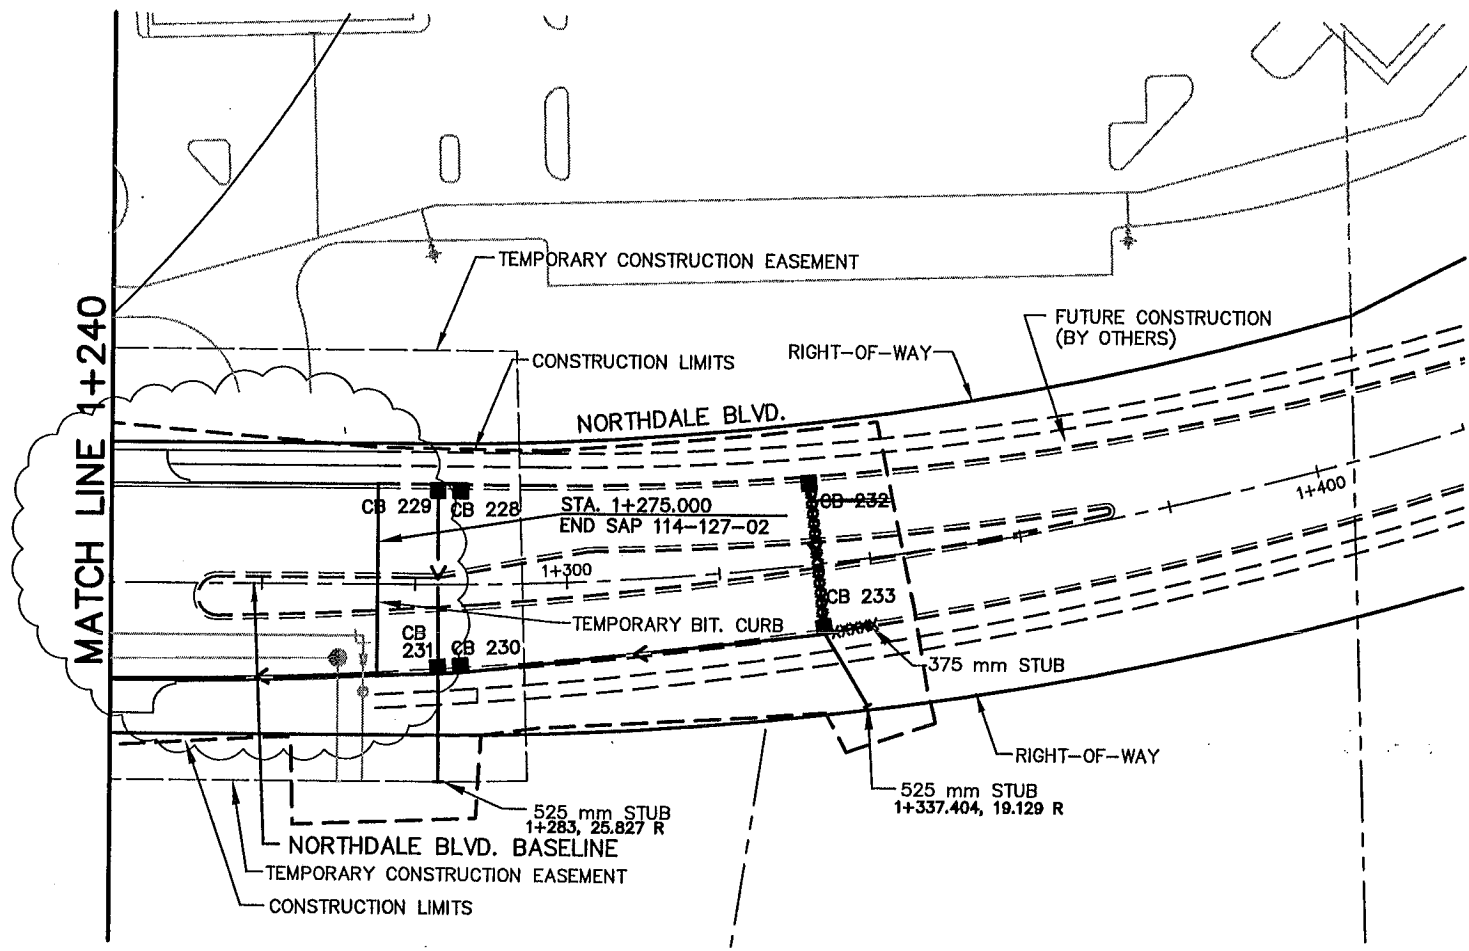 TEMPORARY CONSTRUCTION EASEMENT
FUTURE CONSTRUCTION
(BY OTHERS)
CONSTRUCTION LIMITS
RIGHT-OF-WAY
MATCH LINE 1+240
NORTHDALE BLVD.
CB 229
CB 228
STA. 1+275.000
END SAP 114-127-02
CB 232
1+400
1+300
CB 233
TEMPORARY BIT. CURB
CB
231
CB 230
375 mm STUB
RIGHT-OF-WAY
525 mm STUB
1+337.404, 19.129 R
525 mm STUB
1+283, 25.827 R
NORTHDALE BLVD. BASELINE
TEMPORARY CONSTRUCTION EASEMENT
CONSTRUCTION LIMITS